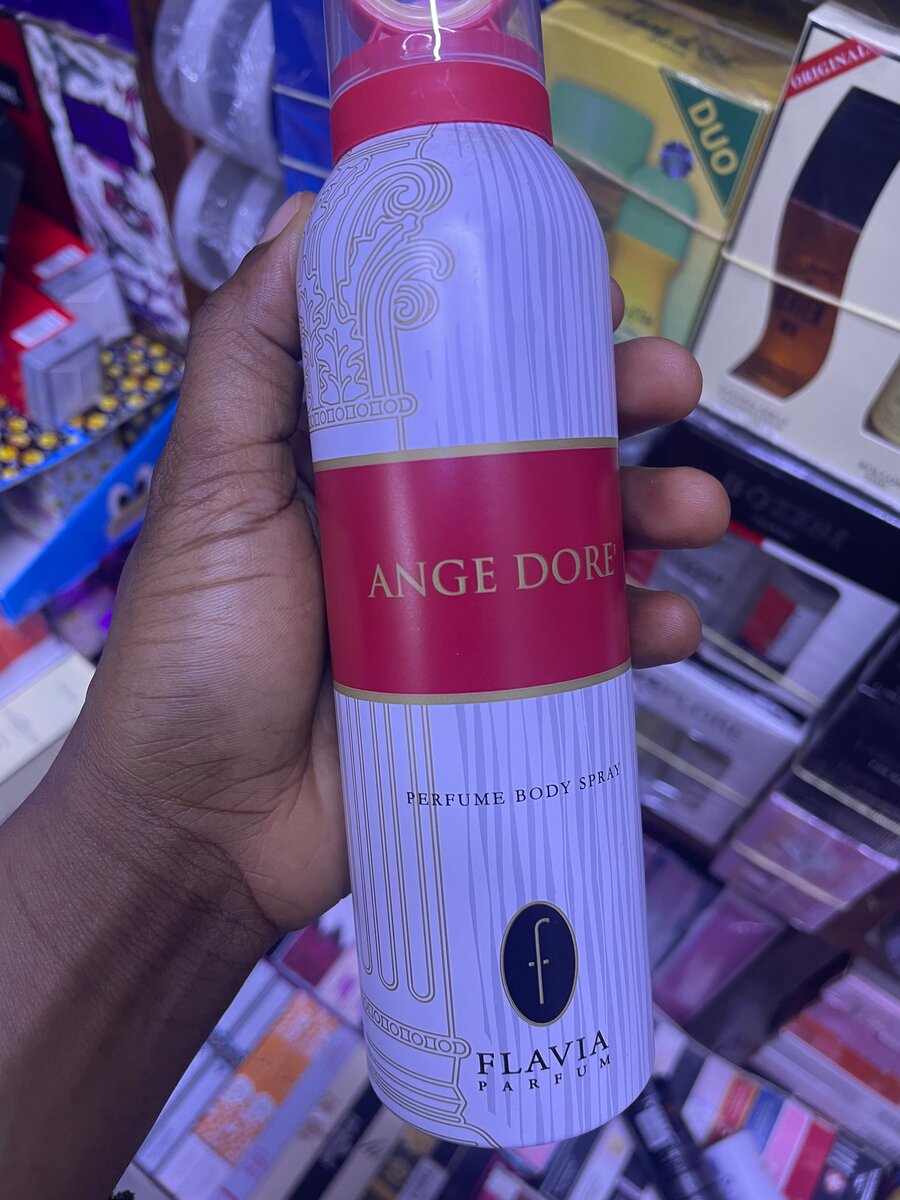 ORIGINAL
DUO
ANGE DORE'
PERFUME BODY SPRAY
f
FLAVIA
PARFUM